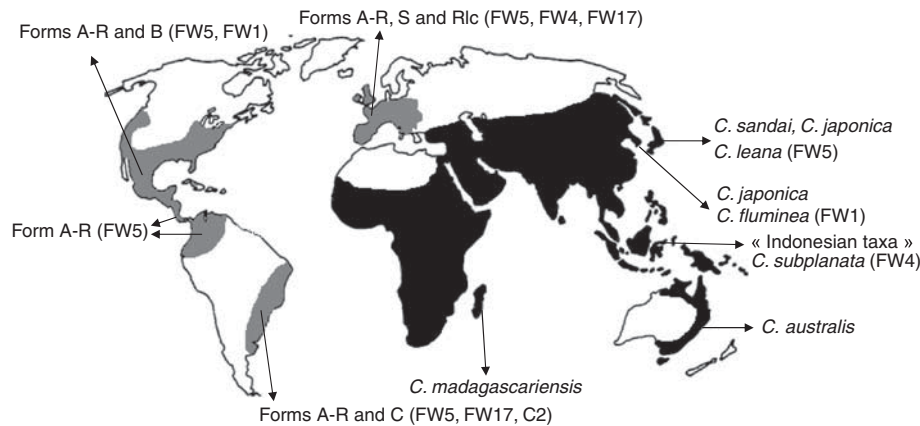 Forms A-R, S and Rlc (FW5, FW4, FW17)
Forms A-R and B (FW5, FW1)
C. sandai, C. japonica
C. leana (FW5)
C. japonica
C. fluminea (FW1)
Form A-R (FW5)
« Indonesian taxa »
C. subplanata (FW4)
C. australis
C. madagascariensis
Forms A-R and C (FW5, FW17, C2)